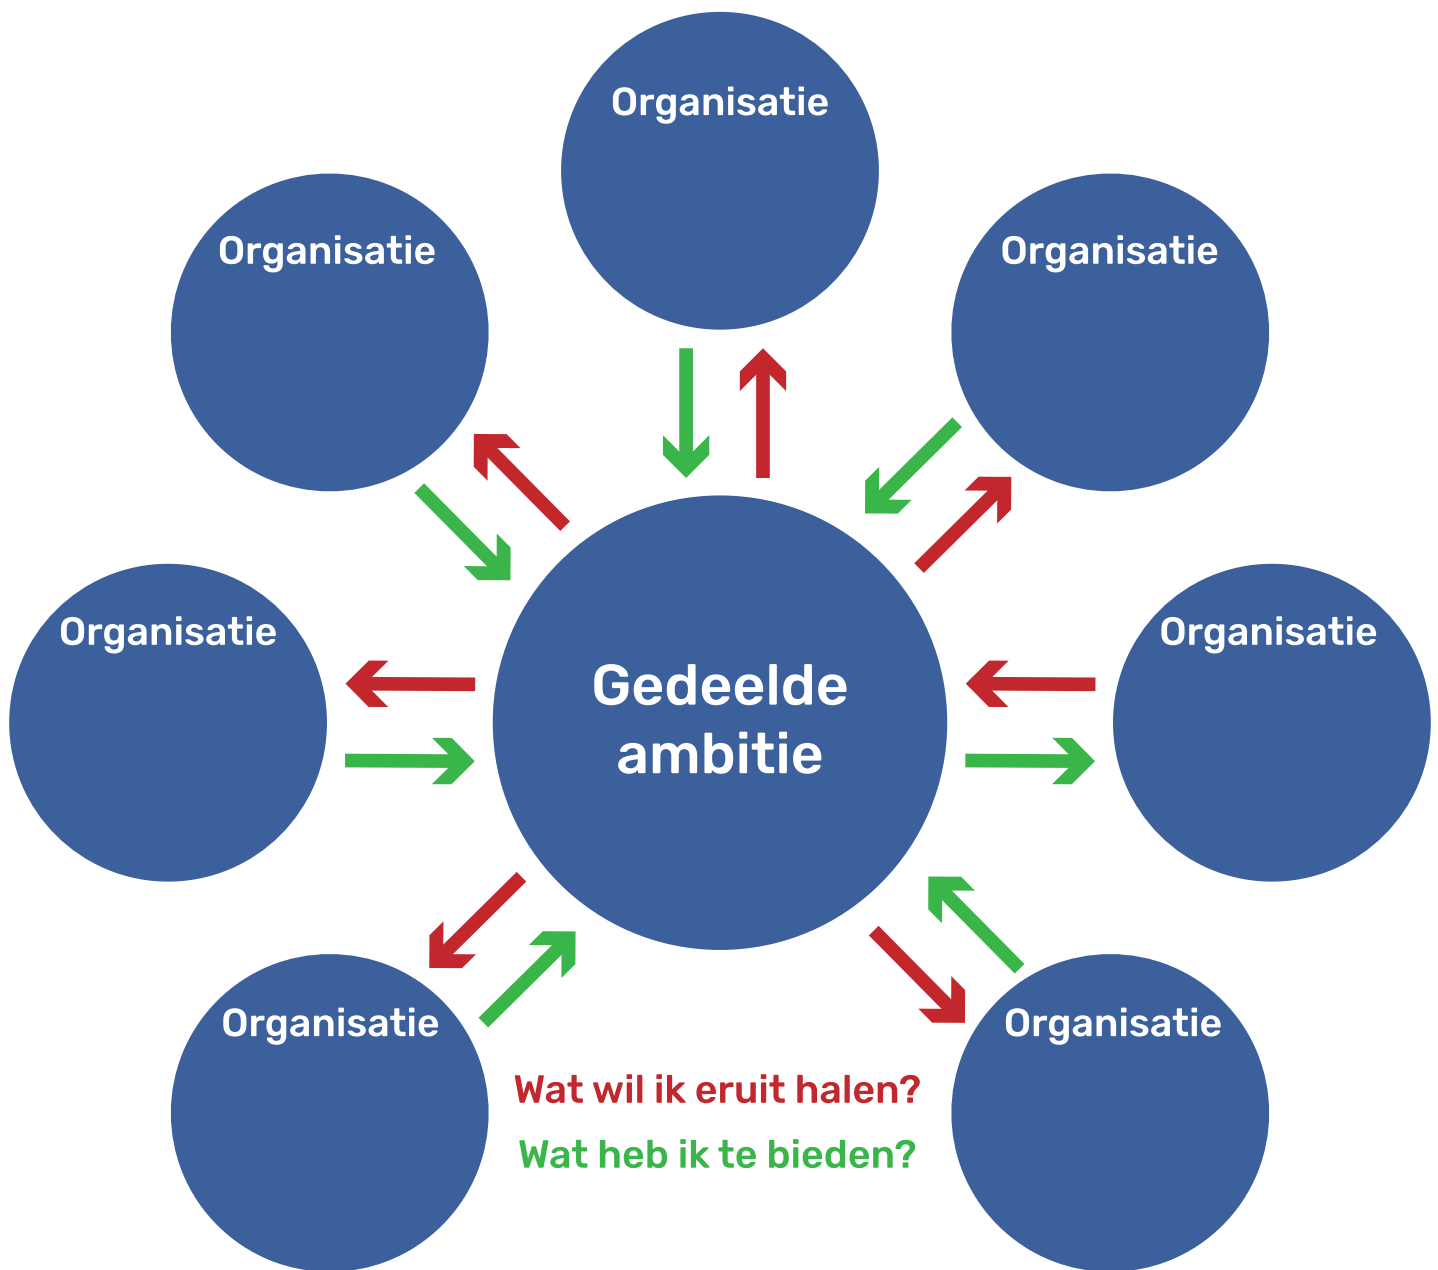 Organisatie
Organisatie
Organisatie
Organisatie
Organisatie
Gedeelde
ambitie
Organisatie
Organisatie
Wat wil ik eruit halen?
Wat heb ik te bieden?